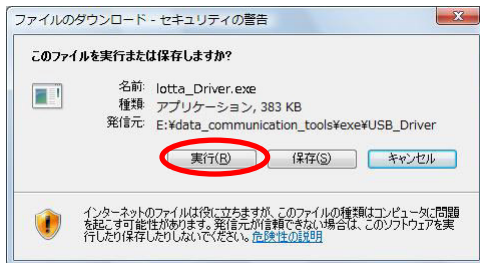 ファイルのダウンロード - セキュリティの警告
このファイルを実行または保存しますか?
名前: lotta_Driver.exe
種類: アプリケーション, 383 KB
発信元: E:¥data_communication_tools¥exe¥USB_Driver
実行(R) 保存(S) キャンセル
インターネットのファイルは役に立ちますが、このファイルの種類はコンピュータに問題
を起こす可能性があります。発信元が信頼できない場合は、このソフトウェアを実
行したり保存したりしないでください。危険性の説明